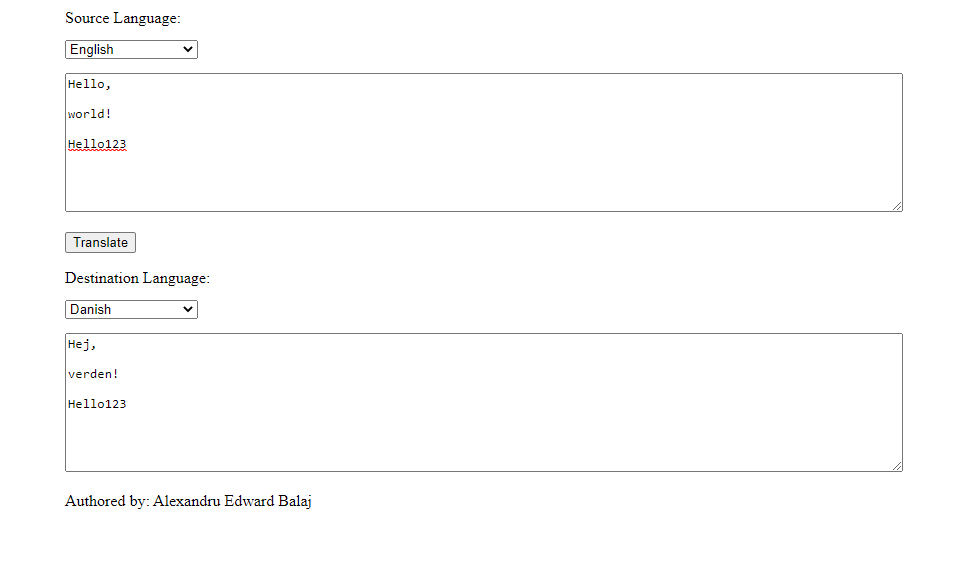 Source Language:
English
Hello,
world!
Hello123
Translate
Destination Language:
Danish
Hej,
verden!
Hello123
Authored by: Alexandru Edward Balaj